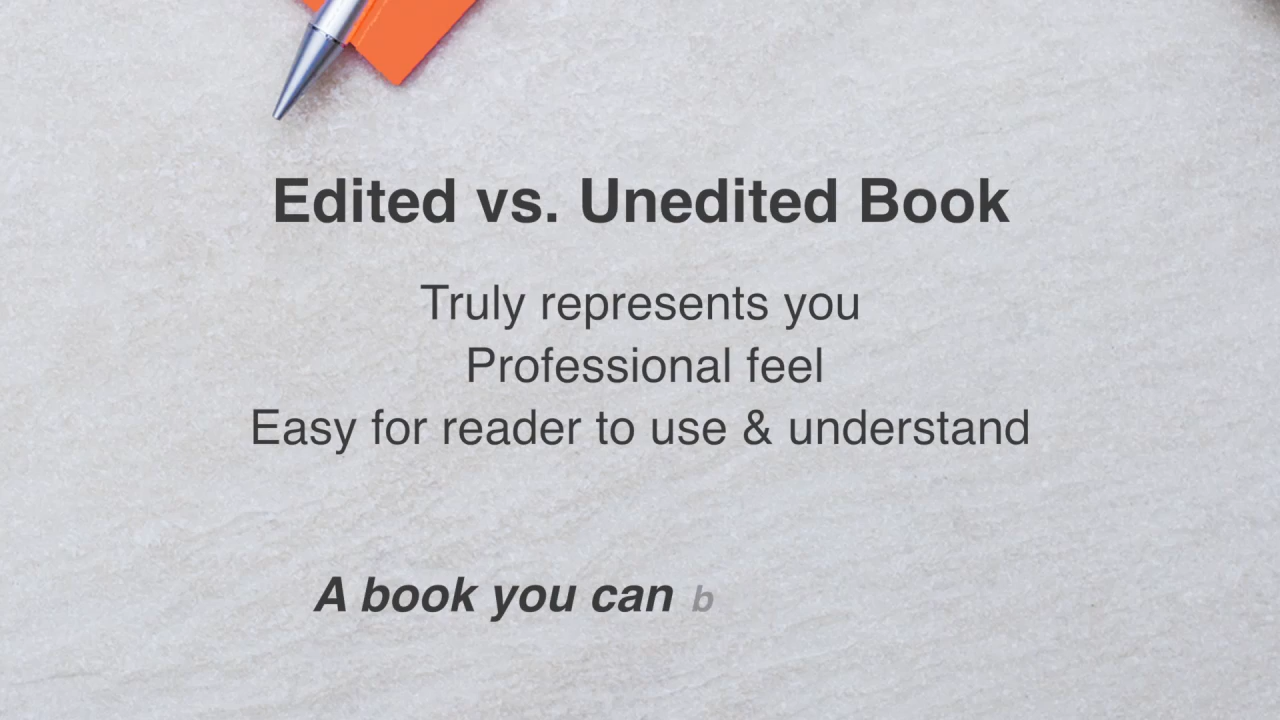 Edited vs. Unedited Book
Truly represents you
Professional feel
Easy for reader to use & understand
A book you can b